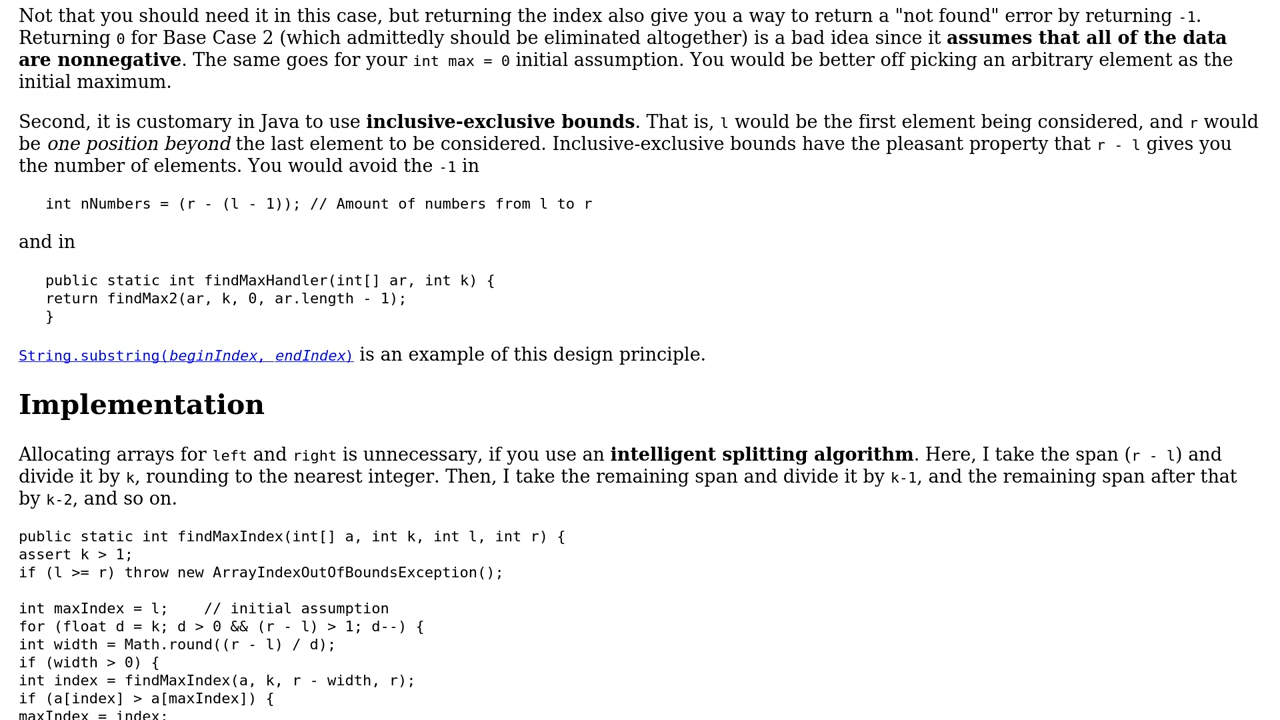 Not that you should need it in this case, but returning the index also give you a way to return a "not found" error by returning -1.
Returning 0 for Base Case 2 (which admittedly should be eliminated altogether) is a bad idea since it assumes that all of the data
are nonnegative. The same goes for your int max = 0 initial assumption. You would be better off picking an arbitrary element as the
initial maximum.
Second, it is customary in Java to use inclusive-exclusive bounds. That is, l would be the first element being considered, and r would
be one position beyond the last element to be considered. Inclusive-exclusive bounds have the pleasant property that r - l gives you
the number of elements. You would avoid the -1 in
int nNumbers = (r - (l - 1)); // Amount of numbers from l to r
and in
public static int findMaxHandler(int[] ar, int k) {
return findMax2(ar, k, 0, ar.length - 1);
}
String.substring(beginIndex, endIndex) is an example of this design principle.
Implementation
Allocating arrays for left and right is unnecessary, if you use an intelligent splitting algorithm. Here, I take the span (r - l) and
divide it by k, rounding to the nearest integer. Then, I take the remaining span and divide it by k-1, and the remaining span after that
by k-2, and so on.
public static int findMaxIndex(int[] a, int k, int l, int r) {
assert k > 1;
if (l >= r) throw new ArrayIndexOutOfBoundsException();
int maxIndex = l;    // initial assumption
for (float d = k; d > 0 && (r - l) > 1; d--) {
int width = Math.round((r - l) / d);
if (width > 0) {
int index = findMaxIndex(a, k, r - width, r);
if (a[index] > a[maxIndex]) {
maxIndex = index;